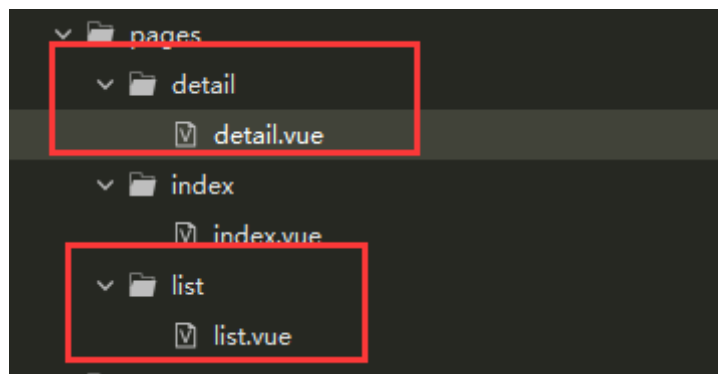 pages
detail
detail.vue
index
index.vue
list
list.vue